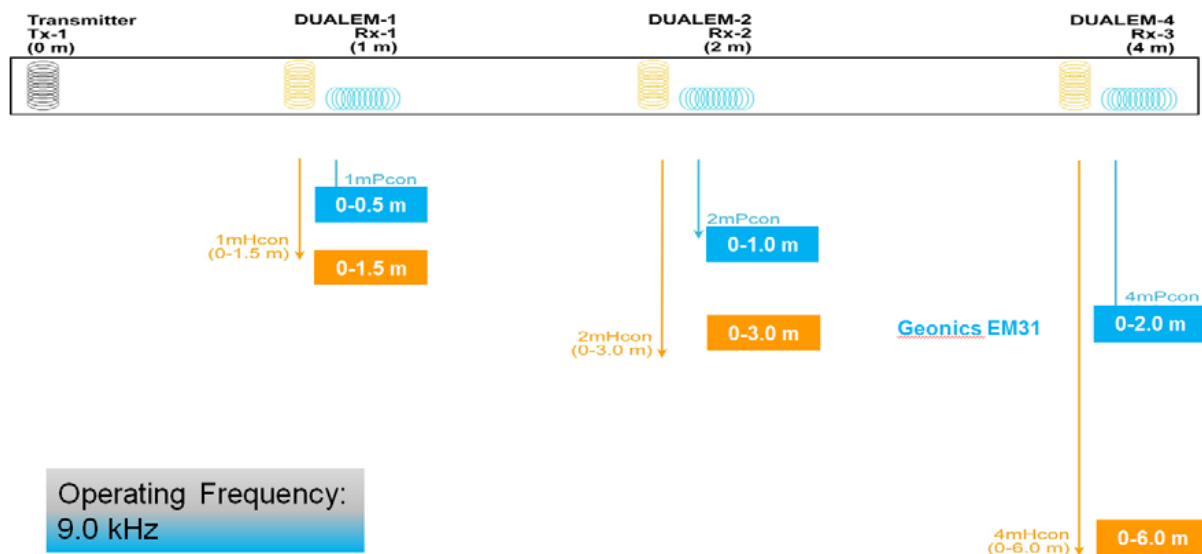 Transmitter
Tx-1
(0 m)
DUALEM-1
Rx-1
(1 m)
DUALEM-2
Rx-2
(2 m)
DUALEM-4
Rx-3
(4 m)
1mPcon
0-0.5 m
1mHcon
(0-1.5 m)
0-1.5 m
2mPcon
0-1.0 m
2mHcon
(0-3.0 m)
0-3.0 m
4mPcon
Geonics EM31
0-2.0 m
4mHcon
(0-6.0 m)
0-6.0 m
Operating Frequency:
9.0 kHz